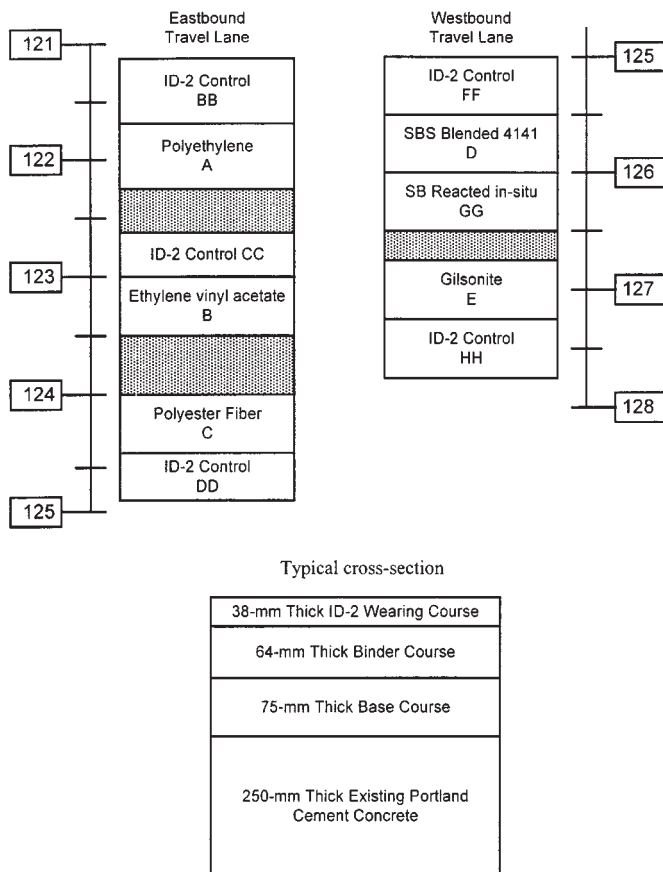 Eastbound
Travel Lane
121
122
123
124
125
ID-2 Control
BB
Polyethylene
A
ID-2 Control CC
Ethylene vinyl acetate
B
Polyester Fiber
C
ID-2 Control
DD
Westbound
Travel Lane
ID-2 Control
FF
SBS Blended 4141
D
SB Reacted in-situ
GG
Gilsonite
E
ID-2 Control
HH
125
126
127
128
Typical cross-section
38-mm Thick ID-2 Wearing Course
64-mm Thick Binder Course
75-mm Thick Base Course
250-mm Thick Existing Portland
Cement Concrete